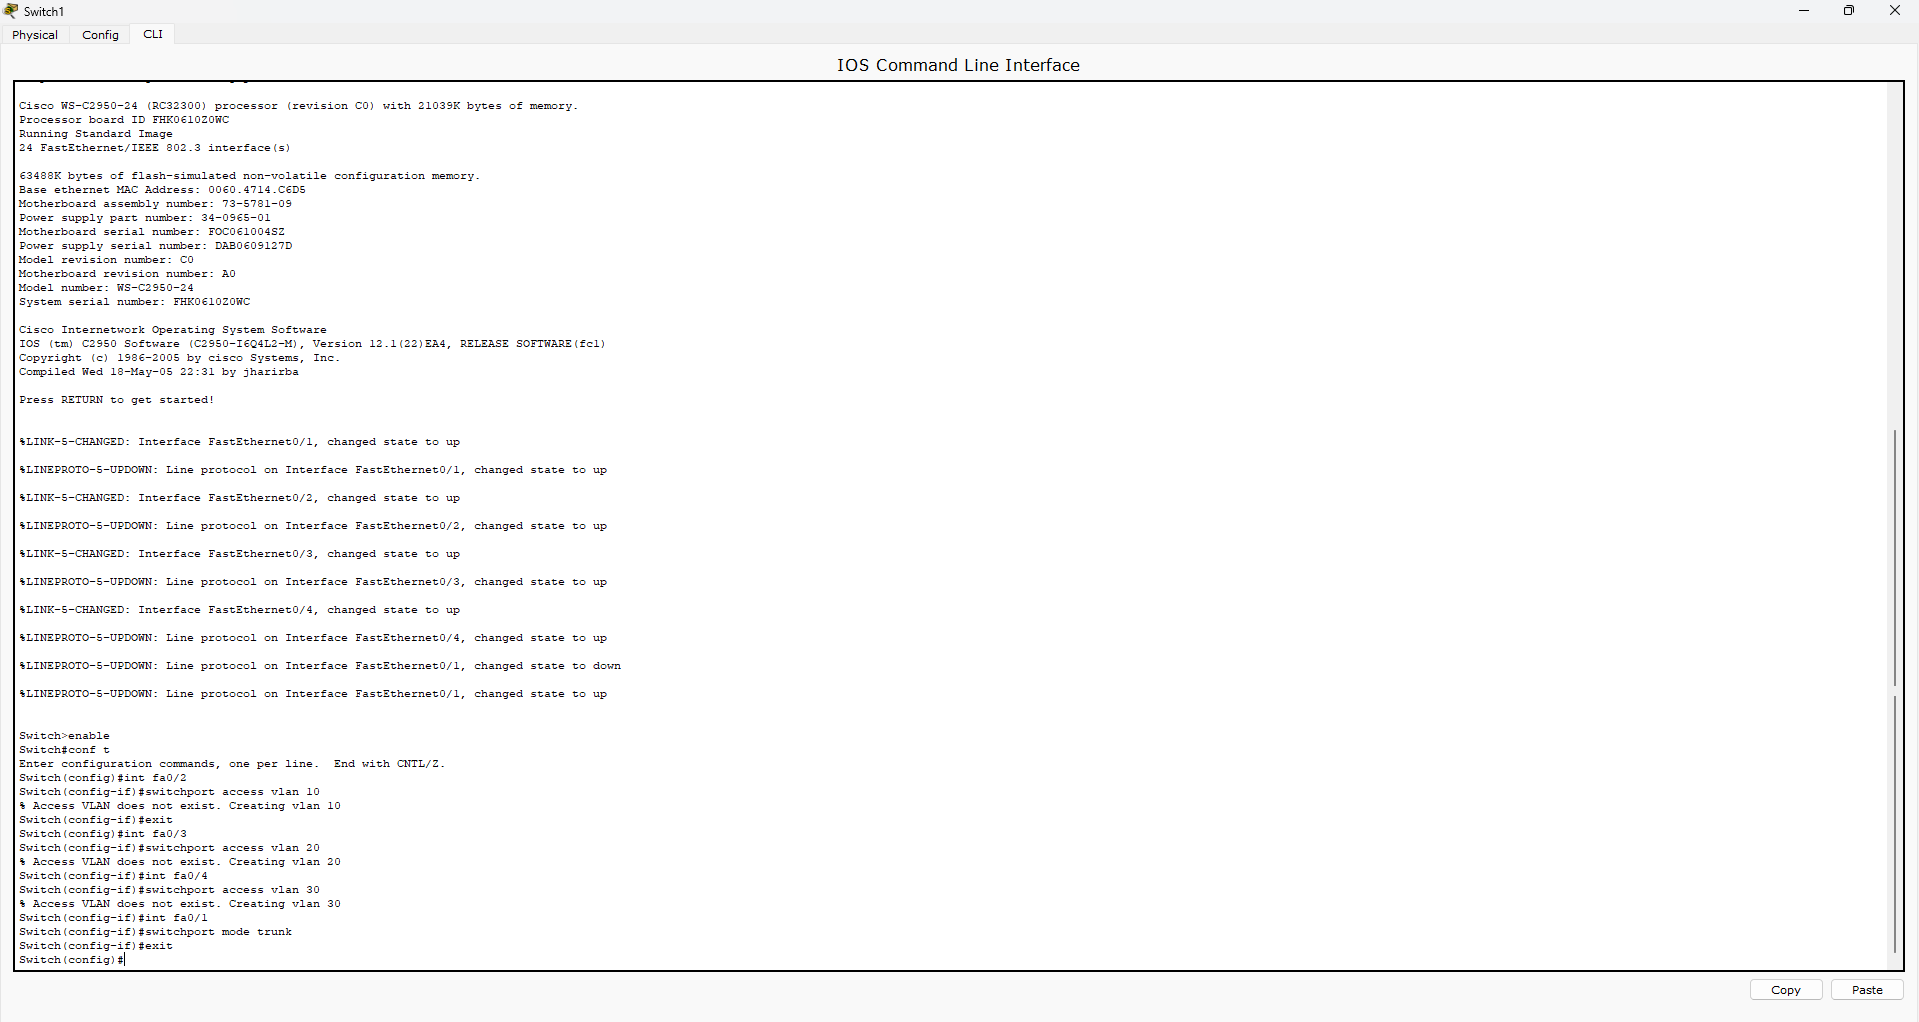 Switch1
Physical Config CLI
IOS Command Line Interface
Cisco WS-C2950-24 (RC32300) processor (revision C0) with 21039K bytes of memory.
Processor board ID FHK0610Z0WC
Running Standard Image
24 FastEthernet/IEEE 802.3 interface(s)
63488K bytes of flash-simulated non-volatile configuration memory.
Base ethernet MAC Address: 0060.4714.C6D5
Motherboard assembly number: 73-5781-09
Power supply part number: 34-0965-01
Motherboard serial number: FOC061004SZ
Power supply serial number: DAB0609127D
Model revision number: C0
Motherboard revision number: A0
Model number: WS-C2950-24
System serial number: FHK0610Z0WC
Cisco Internetwork Operating System Software
IOS (tm) C2950 Software (C2950-I6Q4L2-M), Version 12.1(22)EA4, RELEASE SOFTWARE(fc1)
Copyright (c) 1986-2005 by cisco Systems, Inc.
Compiled Wed 18-May-05 22:31 by jharirba
Press RETURN to get started!
%LINK-5-CHANGED: Interface FastEthernet0/1, changed state to up
%LINEPROTO-5-UPDOWN: Line protocol on Interface FastEthernet0/1, changed state to up
%LINK-5-CHANGED: Interface FastEthernet0/2, changed state to up
%LINEPROTO-5-UPDOWN: Line protocol on Interface FastEthernet0/2, changed state to up
%LINK-5-CHANGED: Interface FastEthernet0/3, changed state to up
%LINEPROTO-5-UPDOWN: Line protocol on Interface FastEthernet0/3, changed state to up
%LINK-5-CHANGED: Interface FastEthernet0/4, changed state to up
%LINEPROTO-5-UPDOWN: Line protocol on Interface FastEthernet0/4, changed state to up
%LINEPROTO-5-UPDOWN: Line protocol on Interface FastEthernet0/1, changed state to down
%LINEPROTO-5-UPDOWN: Line protocol on Interface FastEthernet0/1, changed state to up
Switch>enable
Switch#conf t
Enter configuration commands, one per line.  End with CNTL/Z.
Switch(config)#int fa0/2
Switch(config-if)#switchport access vlan 10
% Access VLAN does not exist. Creating vlan 10
Switch(config-if)#exit
Switch(config)#int fa0/3
Switch(config-if)#switchport access vlan 20
% Access VLAN does not exist. Creating vlan 20
Switch(config-if)#int fa0/4
Switch(config-if)#switchport access vlan 30
% Access VLAN does not exist. Creating vlan 30
Switch(config-if)#int fa0/1
Switch(config-if)#switchport mode trunk
Switch(config-if)#exit
Switch(config)#
Copy Paste